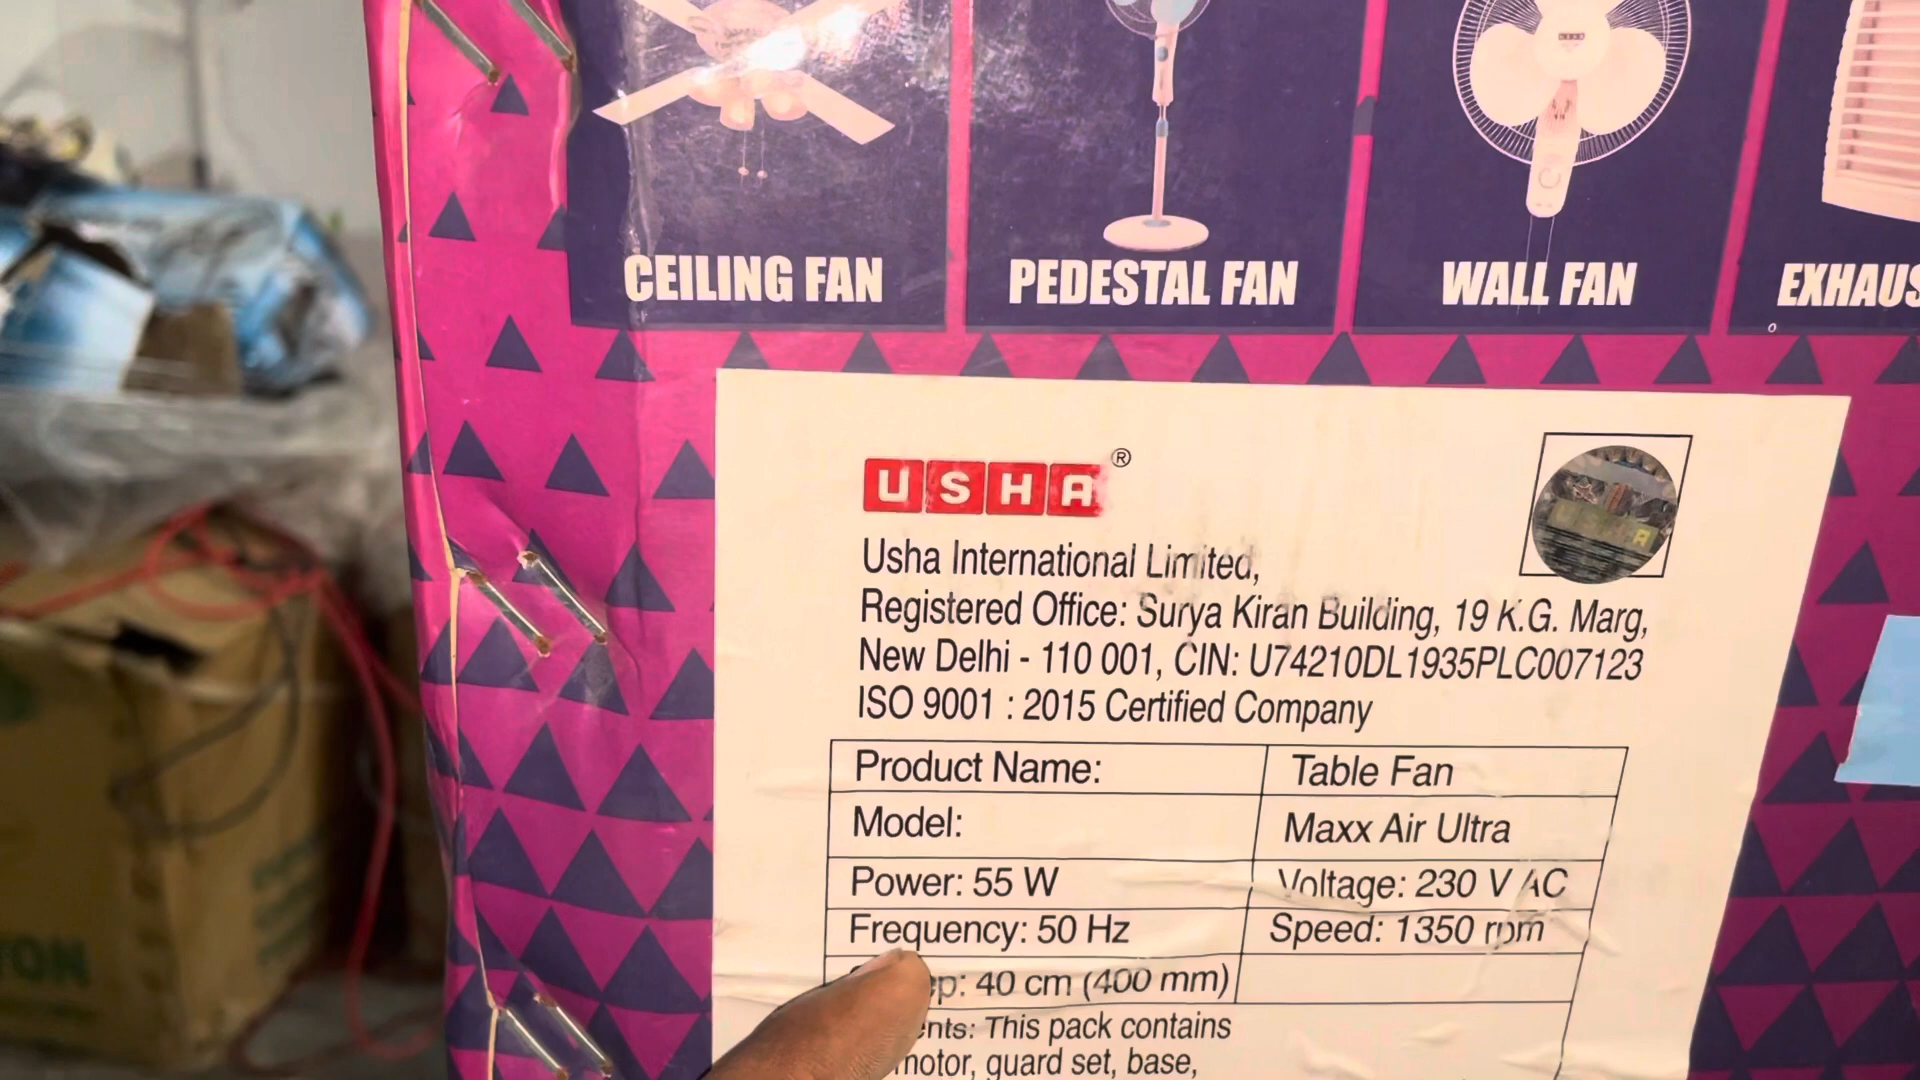 CEILING FAN
PEDESTAL FAN
WALL FAN
USHA®
Usha International Limited,
Registered Office: Surya Kiran Building, 19 K.G. Marg,
New Delhi - 110 001, CIN: U74210DL1935PLC007123
ISO 9001 : 2015 Certified Company
Product Name: Table Fan
Model: Maxx Air Ultra
Power: 55 W Voltage: 230 V AC
Frequency: 50 Hz Speed: 1350 rpm
40 cm (400 mm)
This pack contains
motor, guard set, base,